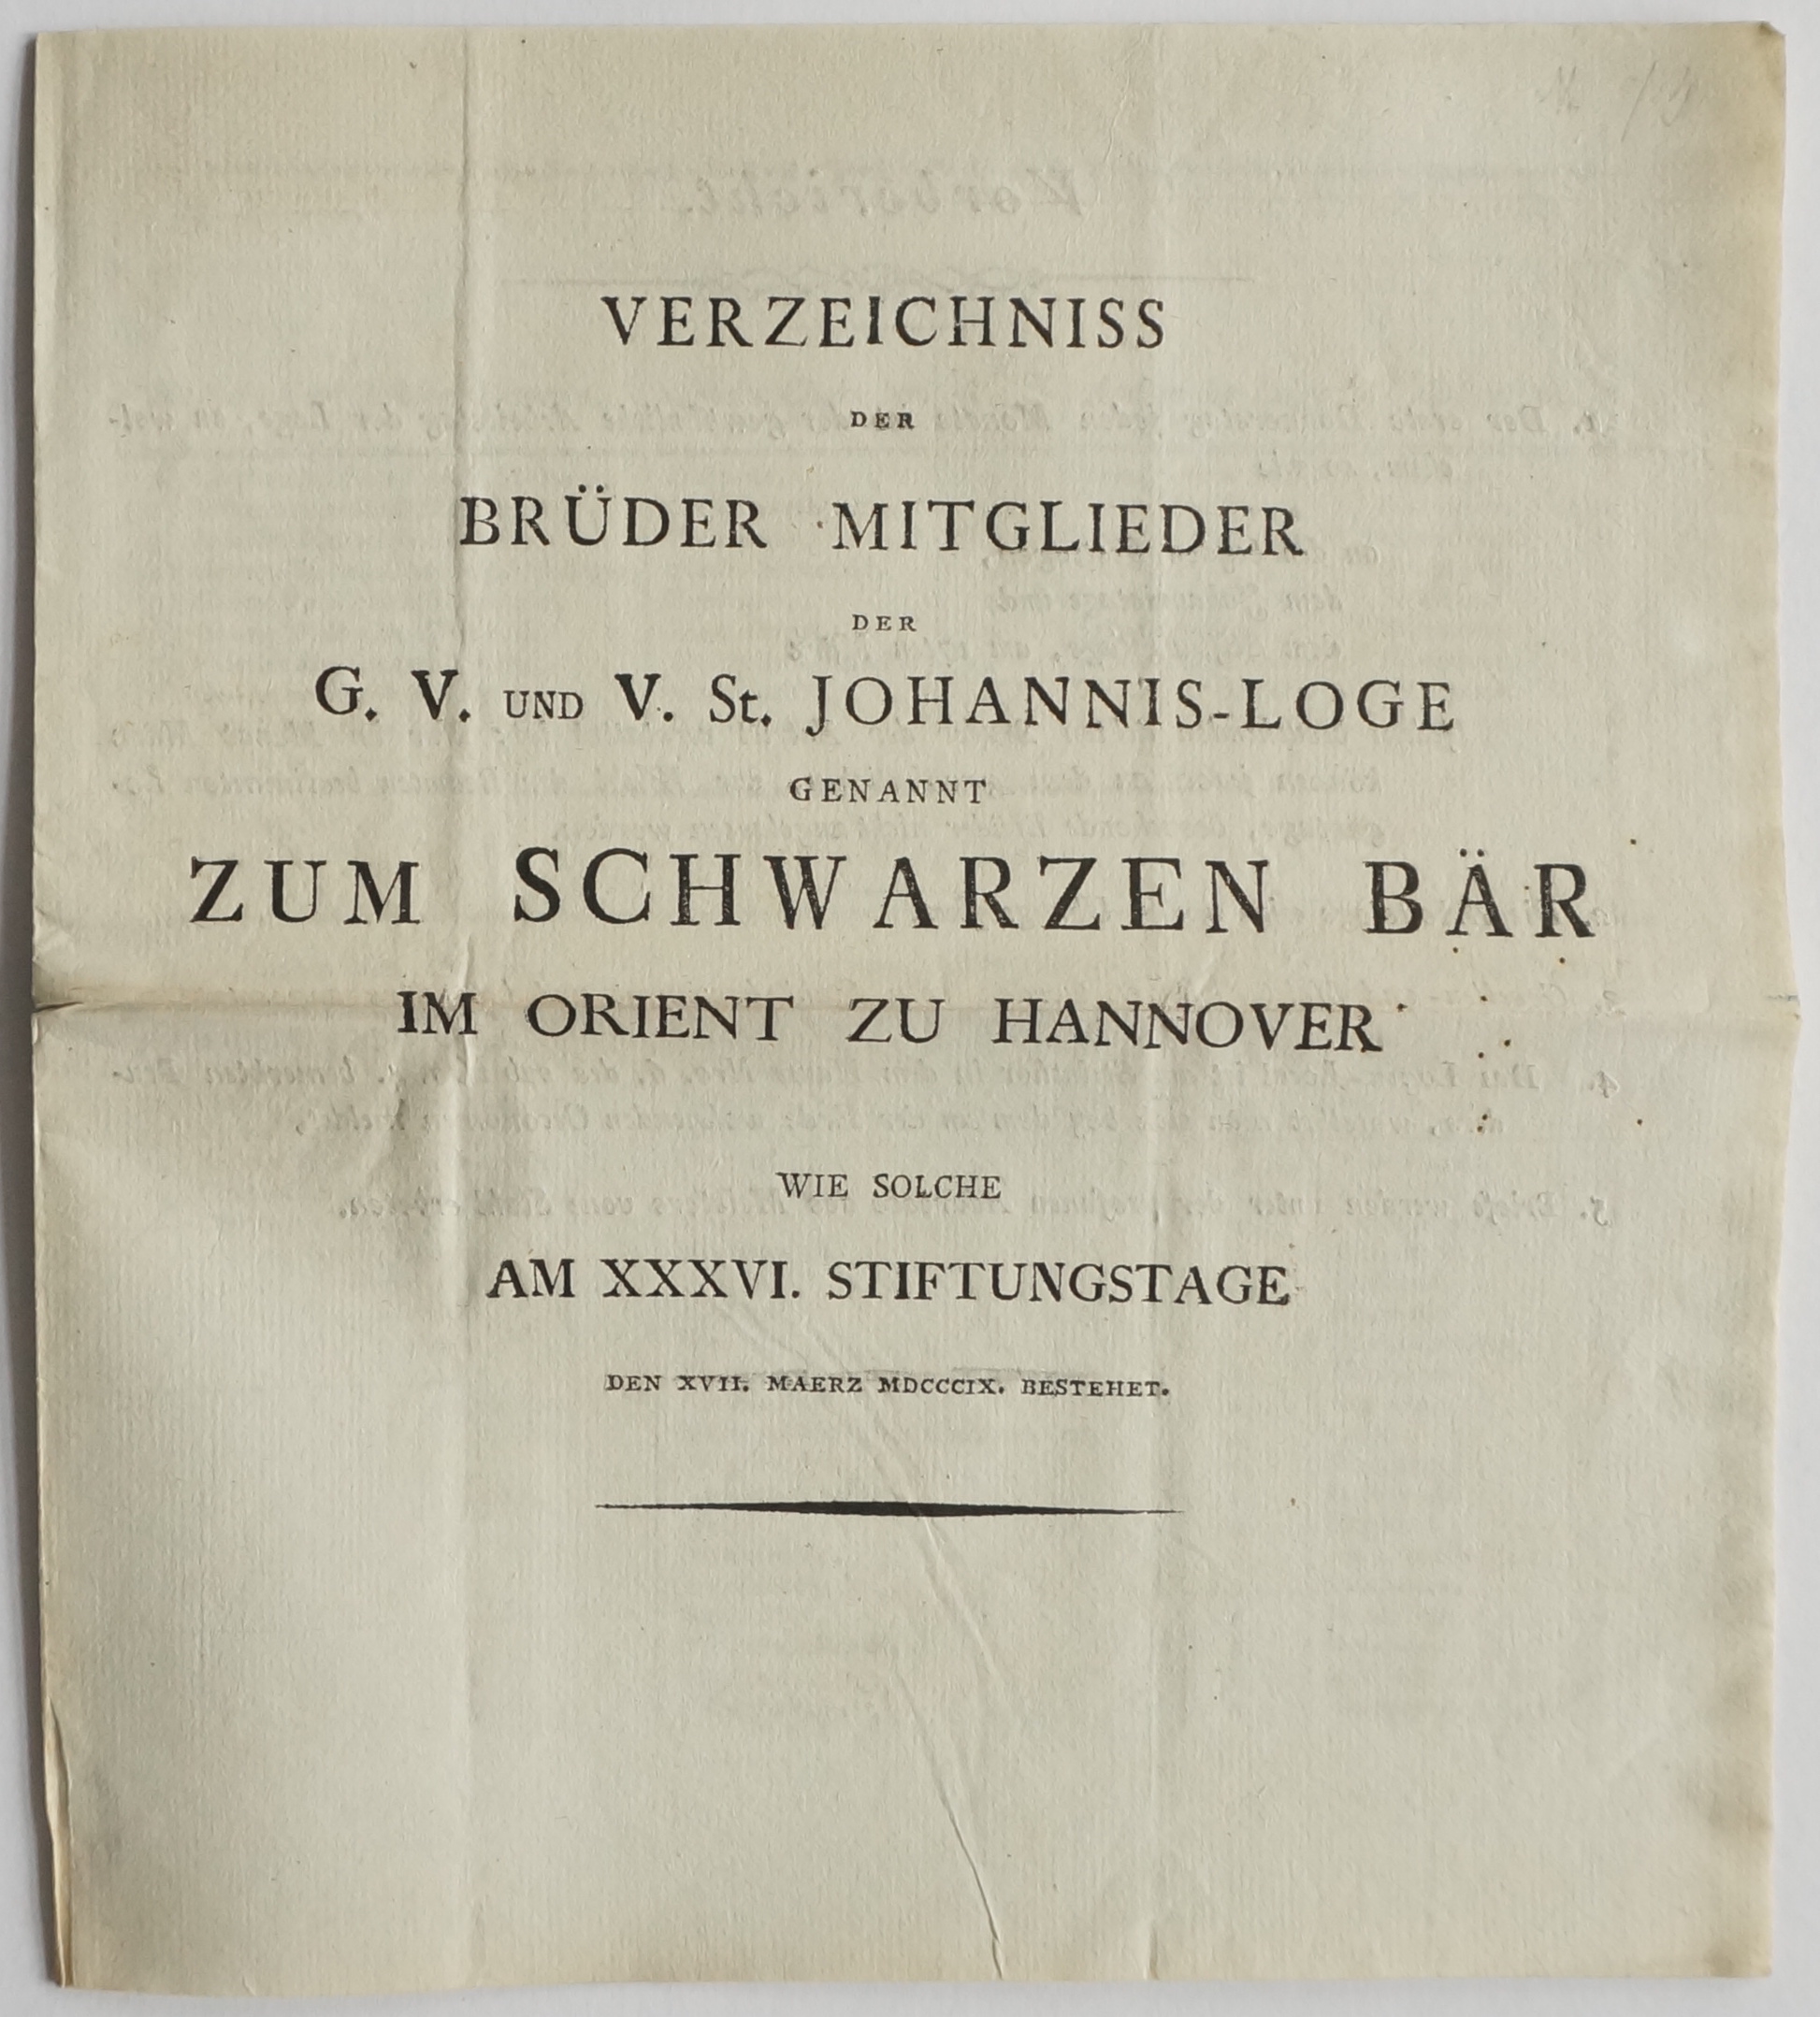 VERZEICHNISS
DER
BRÜDER MITGLIEDER
DER
G. V. UND V. St. JOHANNIS-LOGE
GENANNT
ZUM SCHWARZEN BÄR
IM ORIENT ZU HANNOVER
WIE SOLCHE
AM XXXVI. STIFTUNGSTAGE
DEN XVII. MAERZ MDCCCIX. BESTEHET.